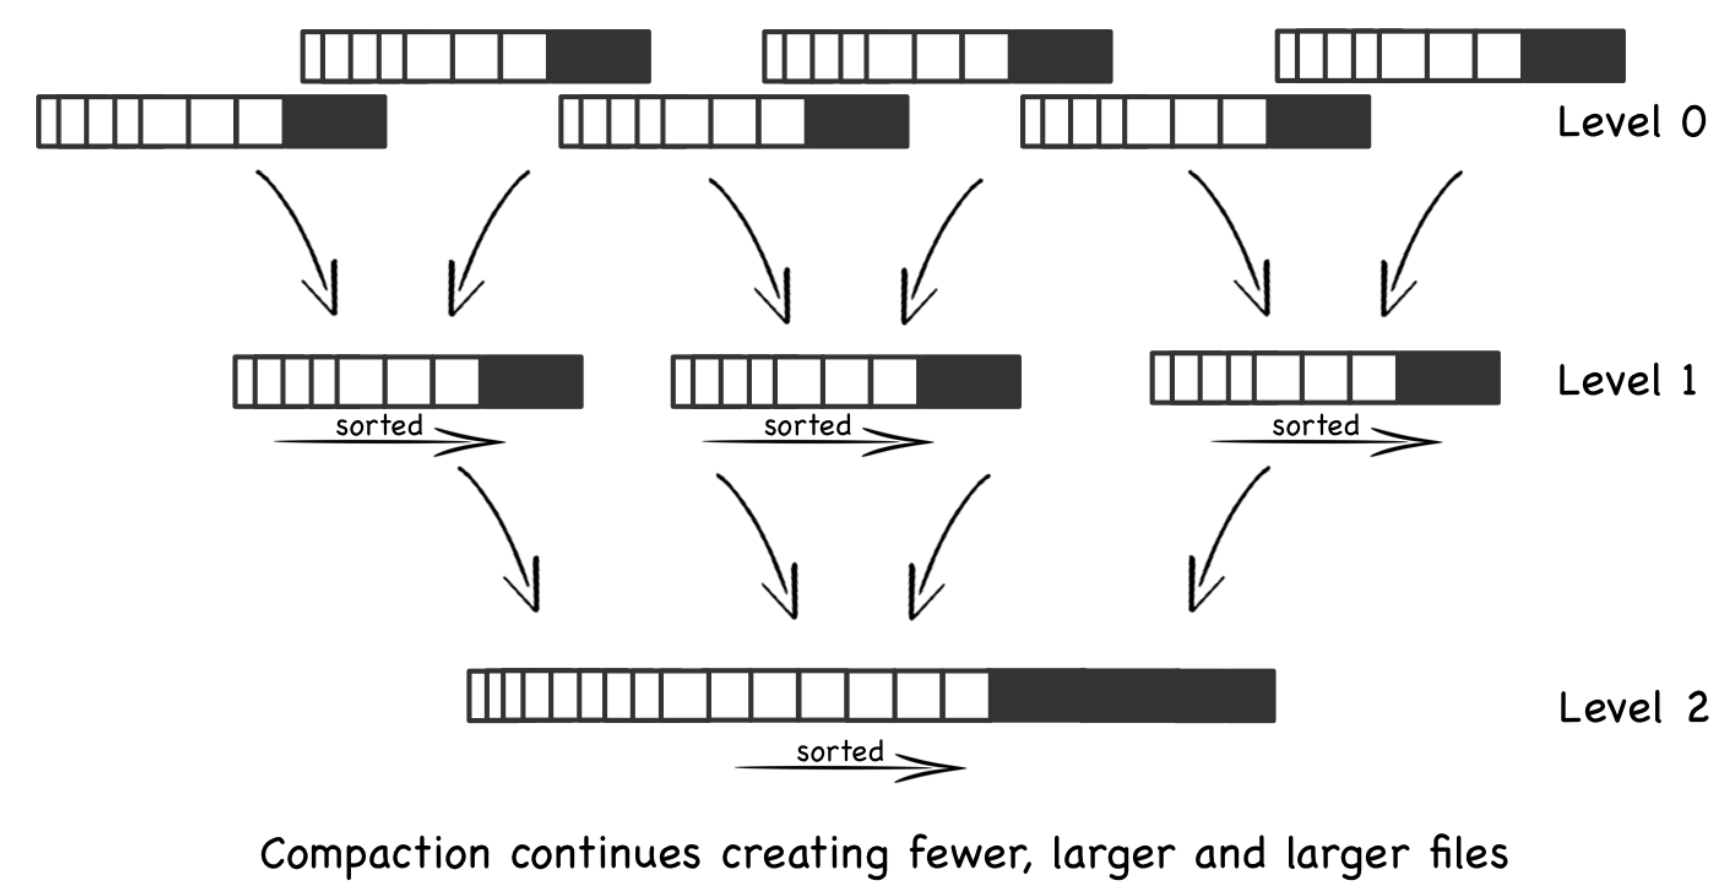 Level 0
Level 1
sorted
sorted
sorted
Level 2
sorted
Compaction continues creating fewer, larger and larger files